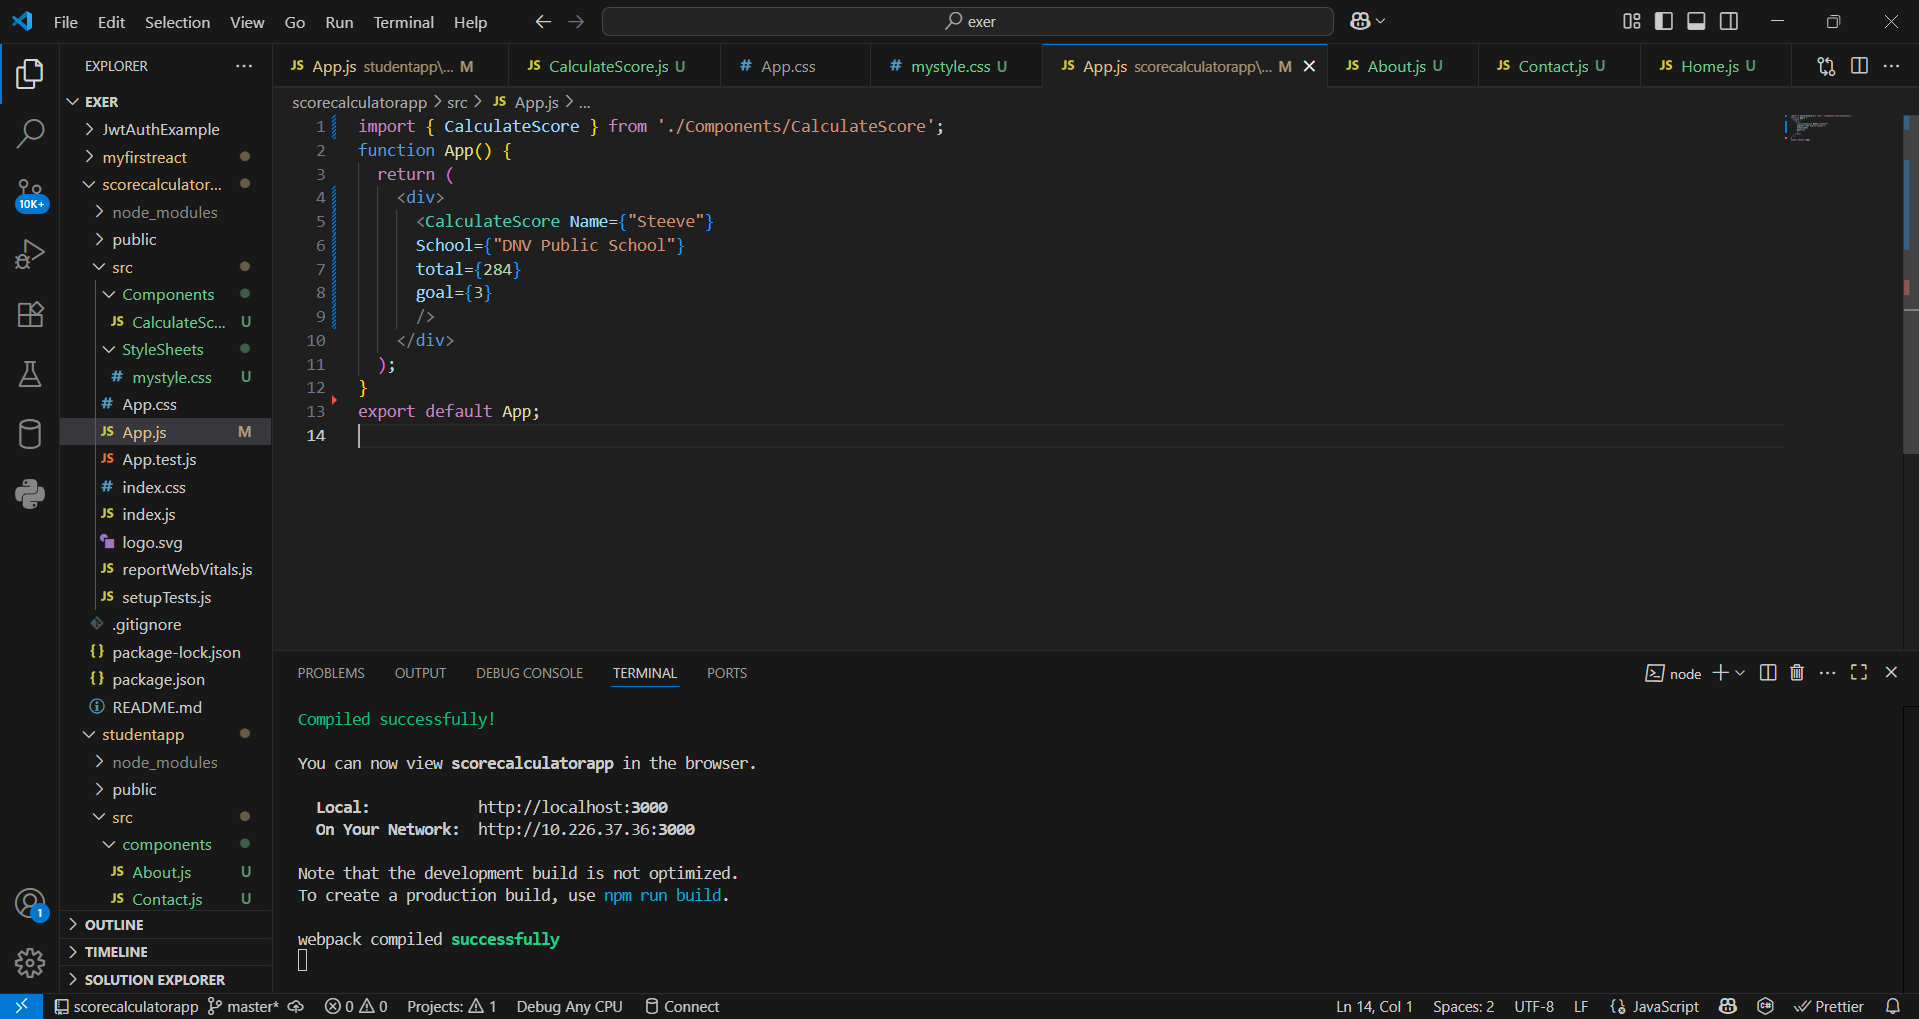 File Edit Selection View Go Run Terminal Help
exer
EXPLORER
JS App.js studentapp\... M
JS CalculateScore.js U
# App.css
# mystyle.css U
JS App.js scorecalculatorapp\... M
JS About.js U
JS Contact.js U
JS Home.js U
EXER
JwtAuthExample
myfirstreact
scorecalculator...
node_modules
public
src
Components
JS CalculateSc... U
StyleSheets
# mystyle.css U
# App.css
JS App.js M
JS App.test.js
# index.css
JS index.js
logo.svg
JS reportWebVitals.js
JS setupTests.js
.gitignore
{} package-lock.json
{} package.json
README.md
studentapp
node_modules
public
src
components
JS About.js U
JS Contact.js U
OUTLINE
TIMELINE
SOLUTION EXPLORER
10K+
1
scorecalculatorapp > src > JS App.js > ...
1 import { CalculateScore } from './Components/CalculateScore';
2 function App() {
3 return (
4 <div>
5 <CalculateScore Name={"Steeve"}
6 School={"DNV Public School"}
7 total={284}
8 goal={3}
9 />
10 </div>
11 );
12 }
13 export default App;
14
PROBLEMS OUTPUT DEBUG CONSOLE TERMINAL PORTS
node
Compiled successfully!
You can now view scorecalculatorapp in the browser.
Local: http://localhost:3000
On Your Network: http://10.226.37.36:3000
Note that the development build is not optimized.
To create a production build, use npm run build.
webpack compiled successfully
scorecalculatorapp master* 0 0 Projects: 1 Debug Any CPU Connect
Ln 14, Col 1 Spaces: 2 UTF-8 LF {} JavaScript Prettier